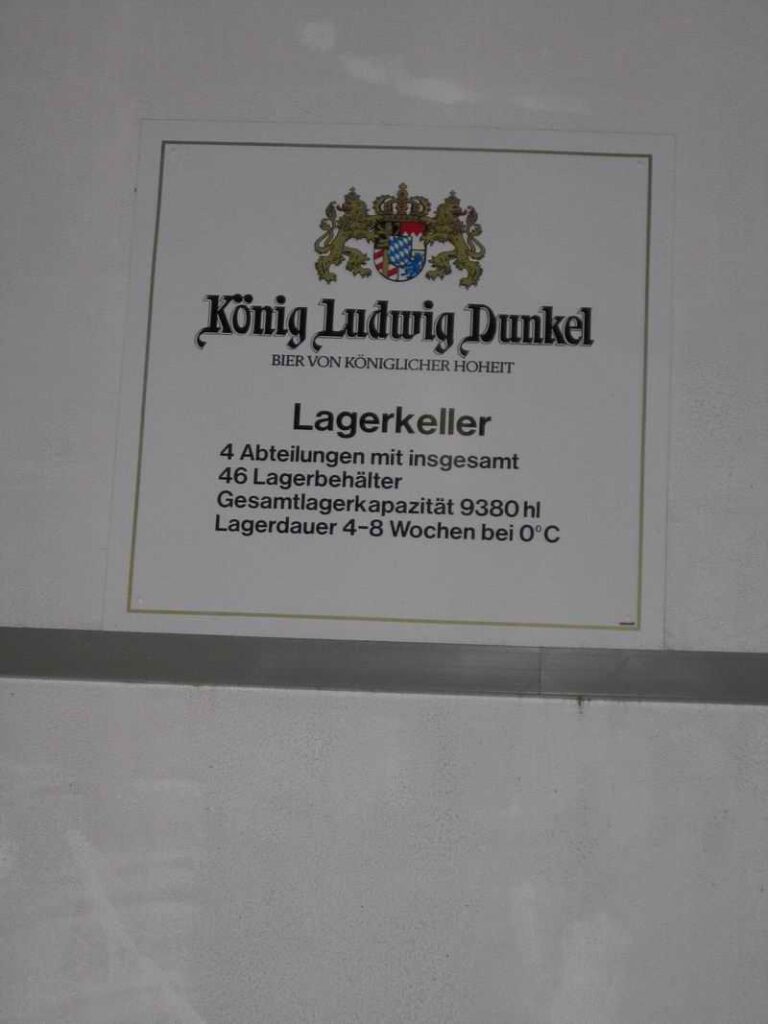 König Ludwig Dunkel
BIER VON KÖNIGLICHER HOHEIT
Lagerkeller
4 Abteilungen mit insgesamt
46 Lagerbehälter
Gesamtlagerkapazität 9380 hl
Lagerdauer 4-8 Wochen bei 0°C